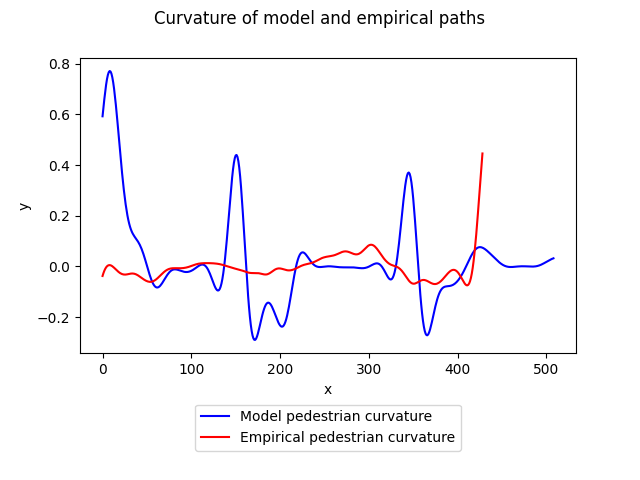 Curvature of model and empirical paths
0.8
0.6
0.4
0.2
0.0
−0.2
y
0 100 200 300 400 500
x
Model pedestrian curvature
Empirical pedestrian curvature